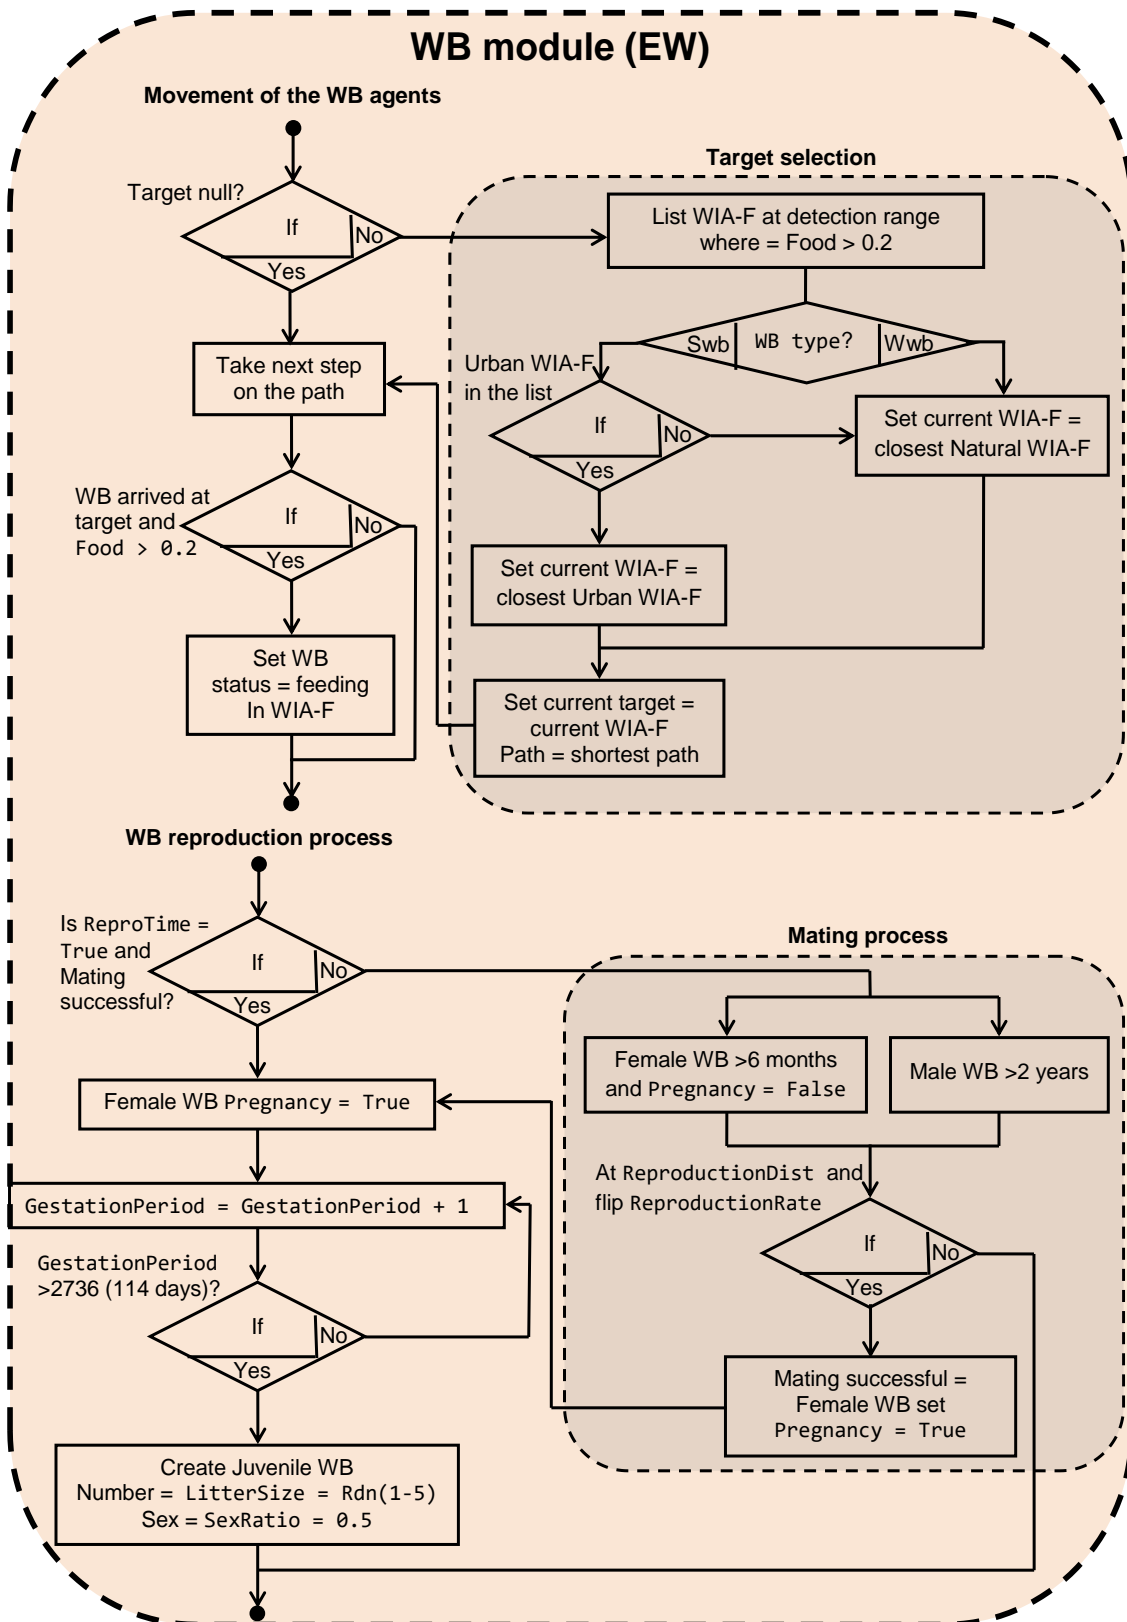 WB module (EW)
Movement of the WB agents
Target null?
If
No
Yes
Take next step
on the path
WB arrived at
target and
Food > 0.2
If
No
Yes
Set WB
status = feeding
In WIA-F
Target selection
List WIA-F at detection range
where = Food > 0.2
Swb
WB type?
Wwb
Urban WIA-F
in the list
If
No
Yes
Set current WIA-F =
closest Natural WIA-F
Set current WIA-F =
closest Urban WIA-F
Set current target =
current WIA-F
Path = shortest path
WB reproduction process
Is ReproTime =
True and
Mating
successful?
If
No
Yes
Female WB Pregnancy = True
GestationPeriod = GestationPeriod + 1
GestationPeriod
>2736 (114 days)?
If
No
Yes
Create Juvenile WB
Number = LitterSize = Rdn(1-5)
Sex = SexRatio = 0.5
Mating process
Female WB >6 months
and Pregnancy = False
Male WB >2 years
At ReproductionDist and
flip ReproductionRate
If
No
Yes
Mating successful =
Female WB set
Pregnancy = True